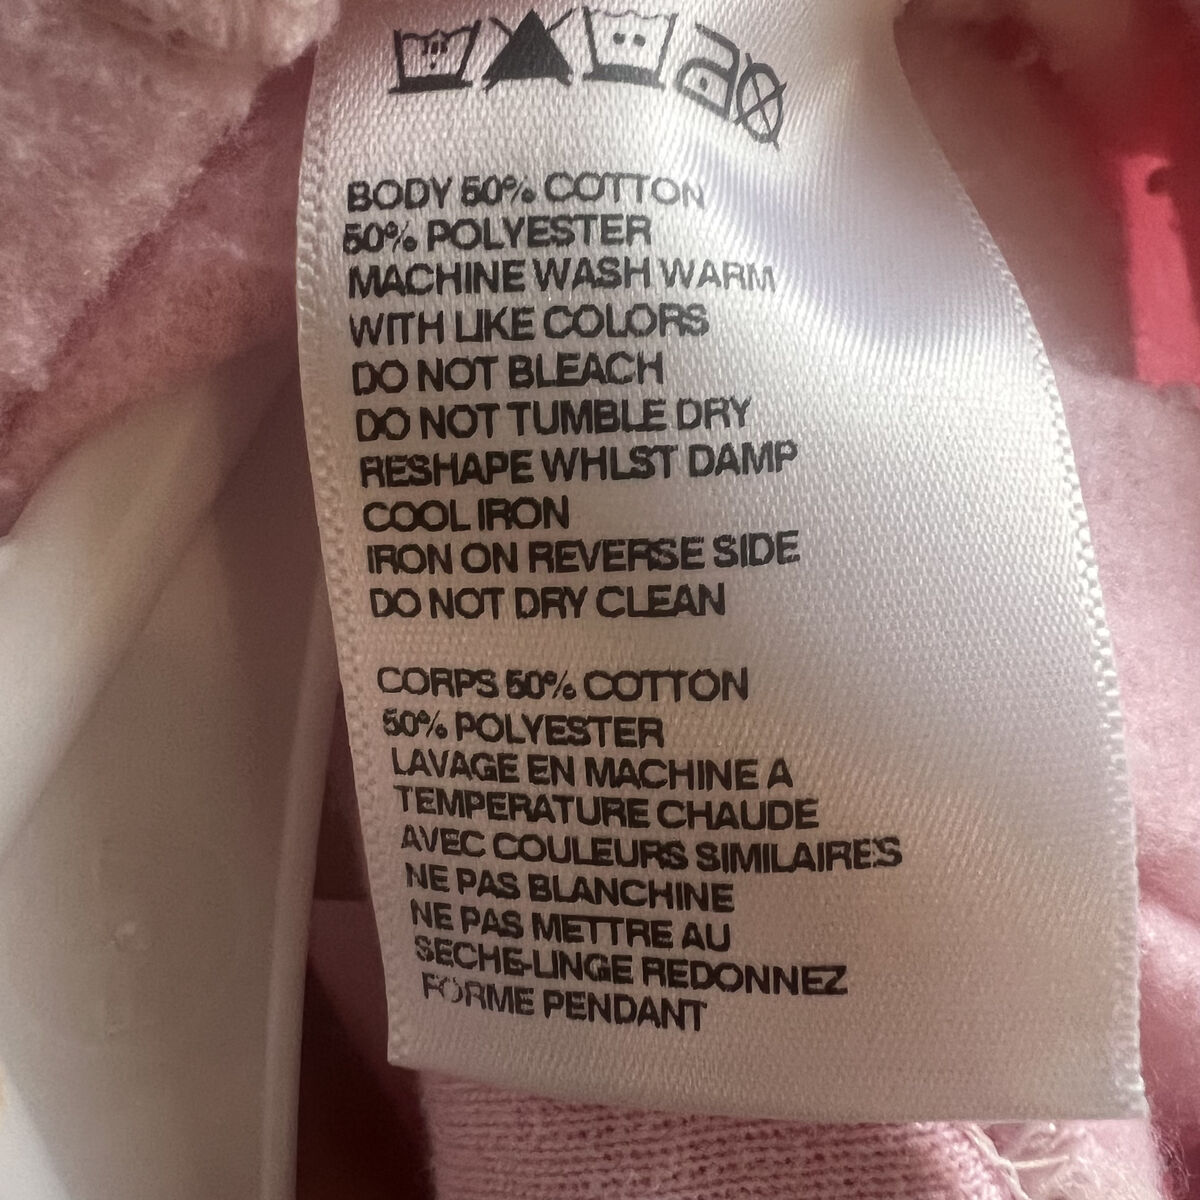 BODY 50% COTTON
50% POLYESTER
MACHINE WASH WARM
WITH LIKE COLORS
DO NOT BLEACH
DO NOT TUMBLE DRY
RESHAPE WHLST DAMP
COOL IRON
IRON ON REVERSE SIDE
DO NOT DRY CLEAN
CORPS 50% COTTON
50% POLYESTER
LAVAGE EN MACHINE A
TEMPERATURE CHAUDE
AVEC COULEURS SIMILAIRES
NE PAS BLANCHINE
NE PAS METTRE AU
SECHE-LINGE REDONNEZ
FORME PENDANT